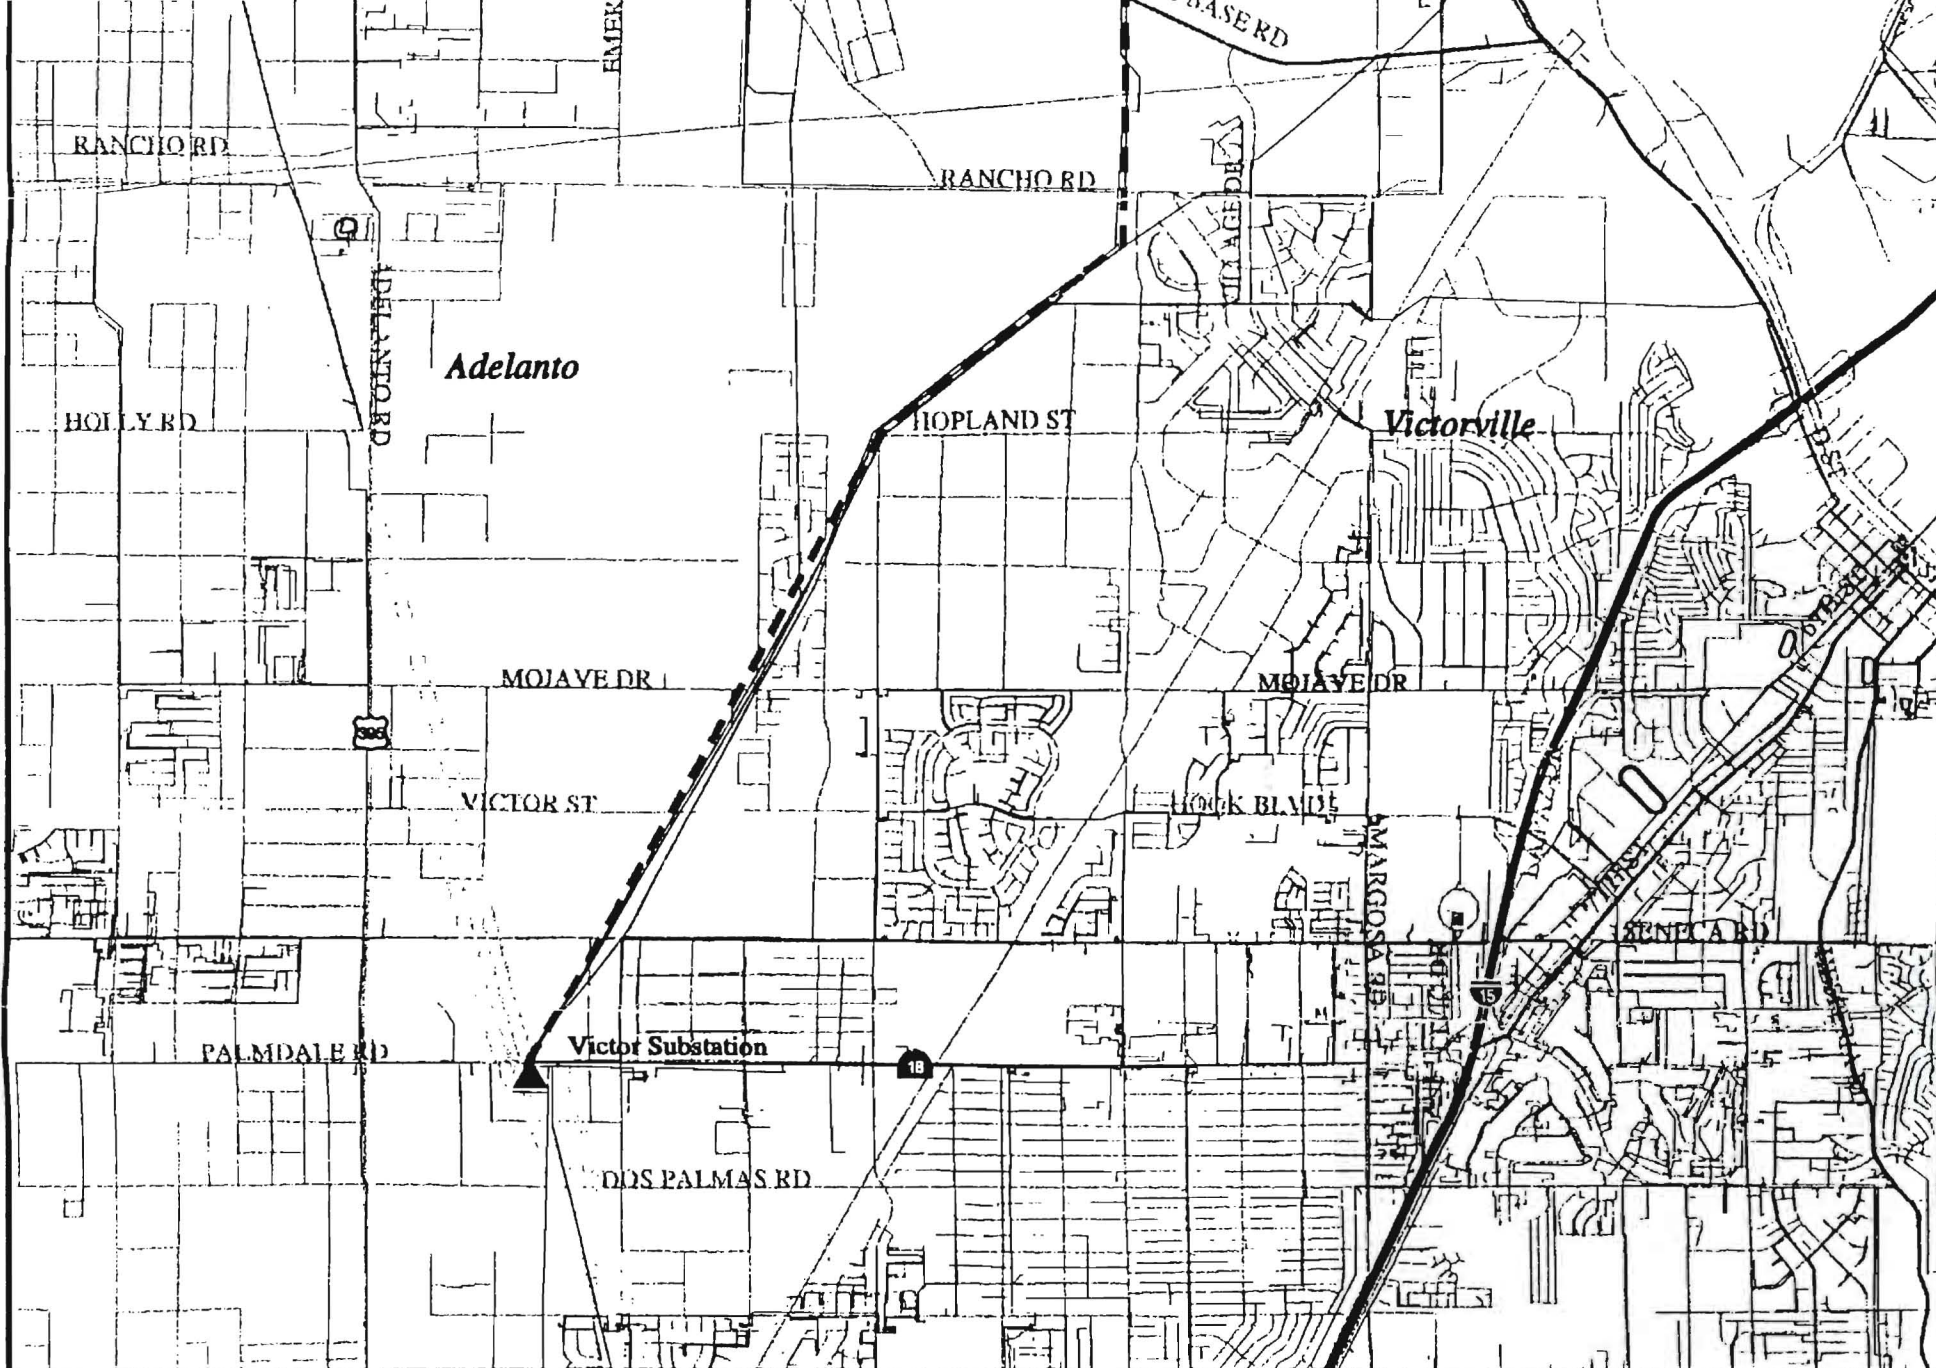 BASE RD
RANCHO RD
RANCHO RD
ADELANTO RD
Adelanto
HOLLY RD
HOPLAND ST
Victorville
MOJAVE DR
MOJAVE DR
395
VICTOR ST
HOOK BLVD
AMARGOSA RD
7TH ST
SENECA RD
15
PALMDALE RD
Victor Substation
18
DOS PALMAS RD